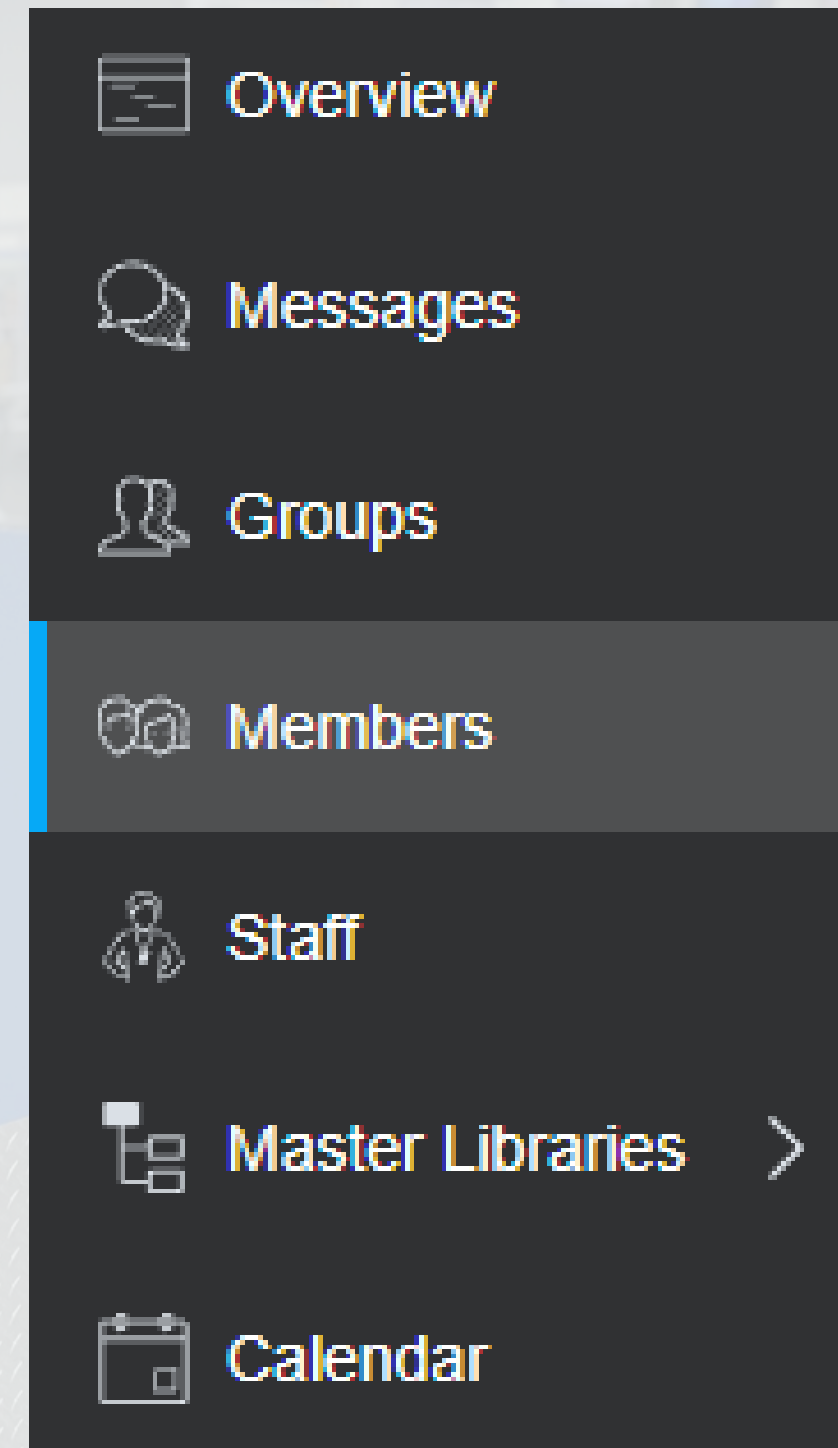 Overview
Messages
Groups
Members
Staff
Master Libraries
Calendar